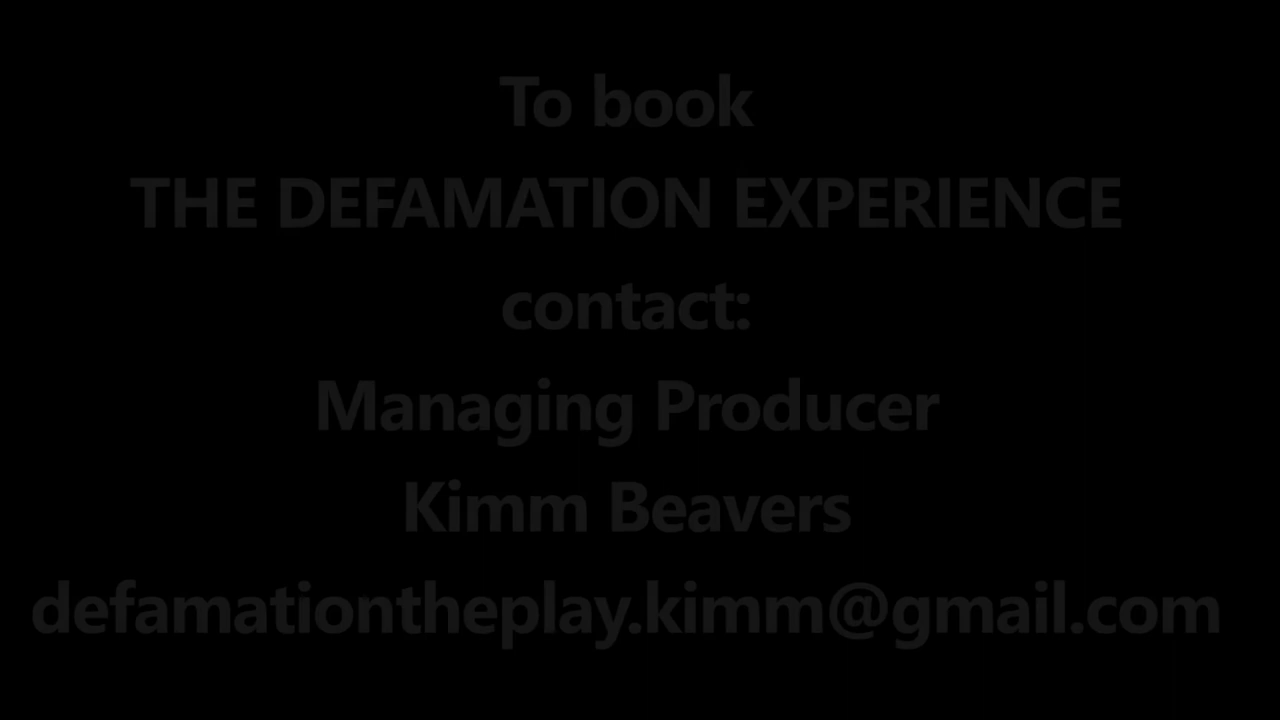 To book
THE DEFAMATION EXPERIENCE
contact:
Managing Producer
Kimm Beavers
defamationtheplay.kimm@gmail.com